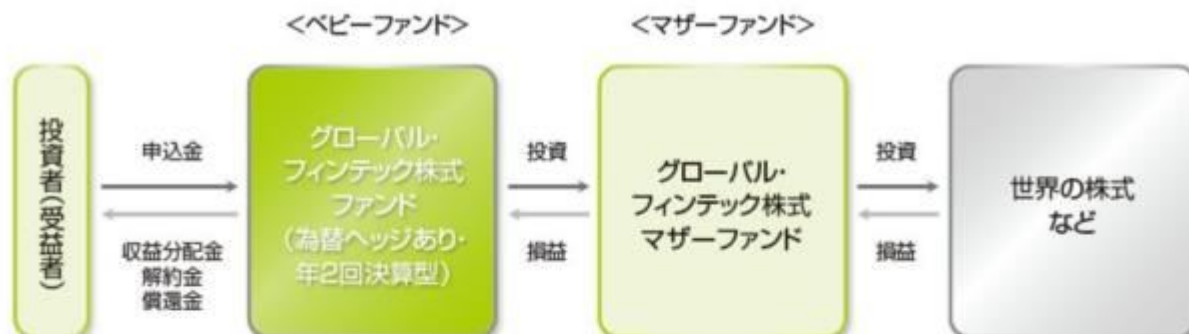 <ベビーファンド>
<マザーファンド>
投資者(受益者)
申込金
収益分配金
解約金
償還金
グローバル・
フィンテック株式
ファンド
(為替ヘッジあり・
年2回決算型)
投資
損益
グローバル・
フィンテック株式
マザーファンド
投資
損益
世界の株式
など